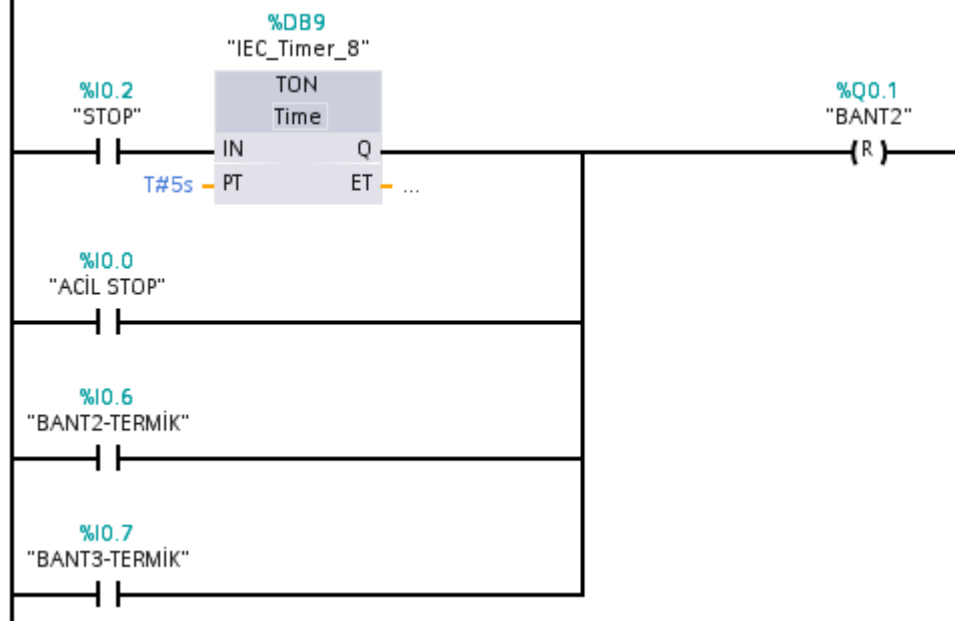 %DB9
"IEC_Timer_8"
%I0.2
"STOP"
TON
Time
IN Q
T#5s PT ET ...
%Q0.1
"BANT2"
R
%I0.0
"ACİL STOP"
%I0.6
"BANT2-TERMİK"
%I0.7
"BANT3-TERMİK"